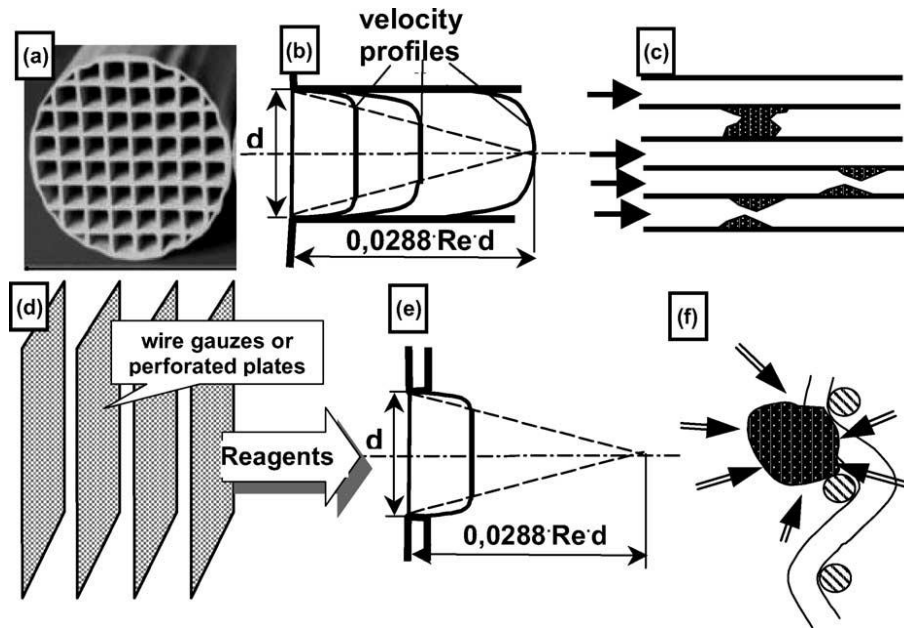 (a)
(b)
velocity
profiles
(c)
d
0,0288·Re·d
(d)
wire gauzes or
perforated plates
Reagents
(e)
d
0,0288·Re·d
(f)